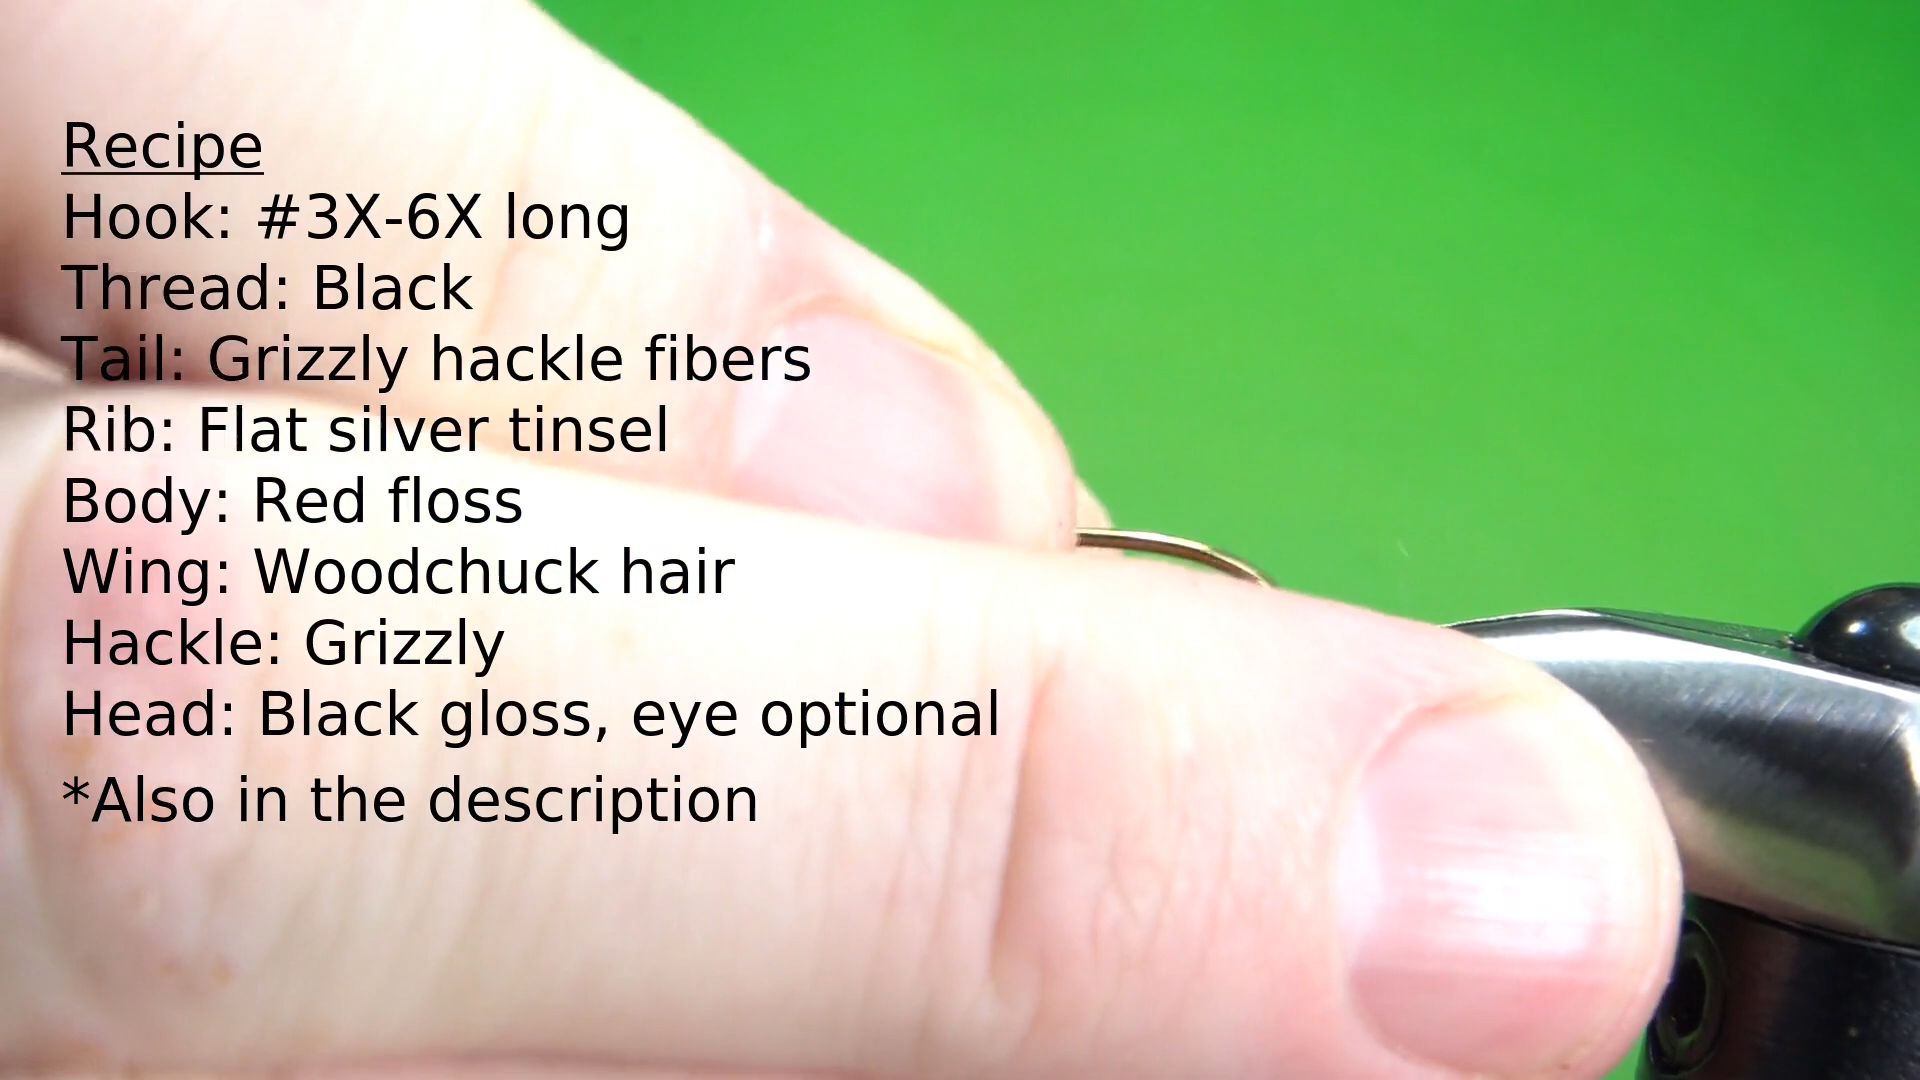 Recipe
Hook: #3X-6X long
Thread: Black
Tail: Grizzly hackle fibers
Rib: Flat silver tinsel
Body: Red floss
Wing: Woodchuck hair
Hackle: Grizzly
Head: Black gloss, eye optional
*Also in the description